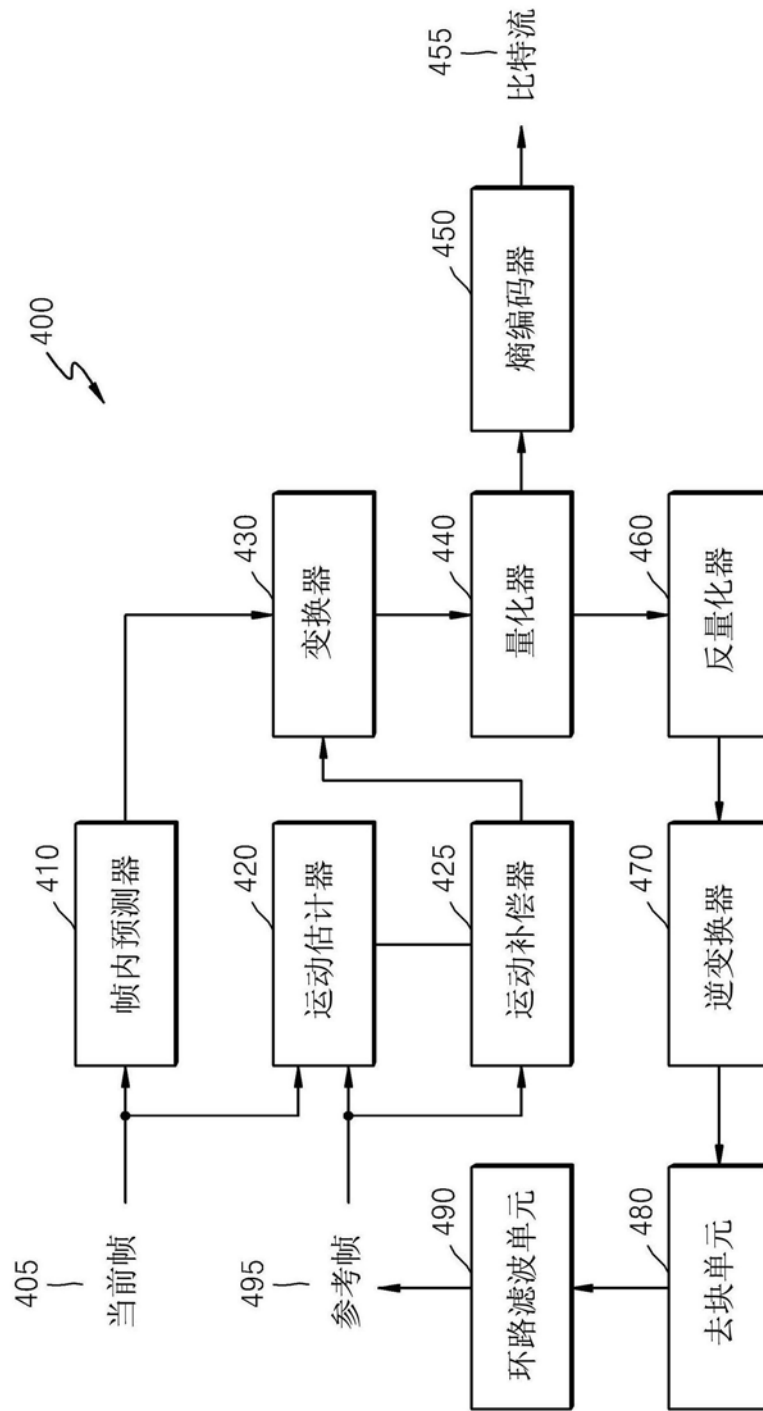 400
405
当前帧
410
帧内预测器
495
参考帧
420
运动估计器
430
变换器
425
运动补偿器
440
量化器
450
熵编码器
455
比特流
490
环路滤波单元
480
去块单元
470
逆变换器
460
反量化器